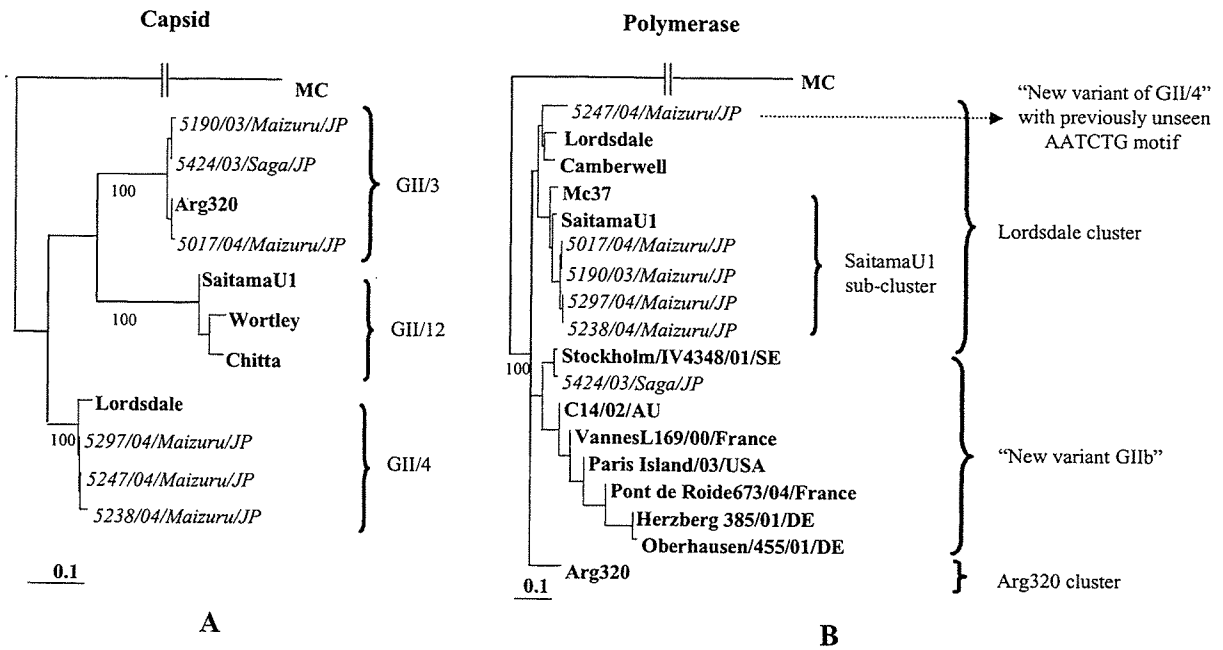 Capsid
MC
5190/03/Maizuru/JP
5424/03/Saga/JP
100
Arg320
5017/04/Maizuru/JP
GII/3
SaitamaU1
100
Wortley
Chitta
GII/12
Lordsdale
100
5297/04/Maizuru/JP
5247/04/Maizuru/JP
5238/04/Maizuru/JP
GII/4
0.1
A
Polymerase
MC
5247/04/Maizuru/JP
"New variant of GII/4"
with previously unseen
AATCTG motif
Lordsdale
Camberwell
Mc37
SaitamaU1
5017/04/Maizuru/JP
5190/03/Maizuru/JP
5297/04/Maizuru/JP
5238/04/Maizuru/JP
SaitamaU1
sub-cluster
Lordsdale cluster
100
Stockholm/IV4348/01/SE
5424/03/Saga/JP
C14/02/AU
VannesL169/00/France
Paris Island/03/USA
Pont de Roide673/04/France
Herzberg 385/01/DE
Oberhausen/455/01/DE
"New variant GIIb"
Arg320
Arg320 cluster
0.1
B